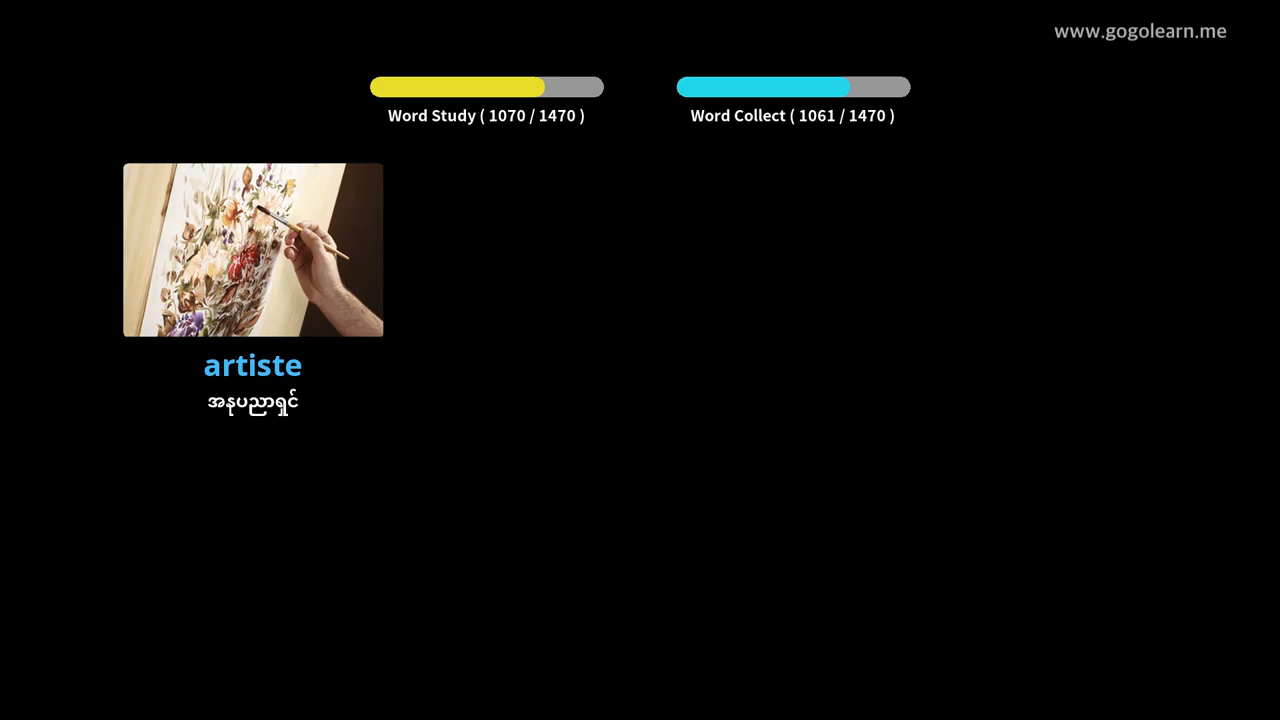 www.gogolearn.me
Word Study ( 1070 / 1470 )
Word Collect ( 1061 / 1470 )
artiste
အနုပညာရှင်